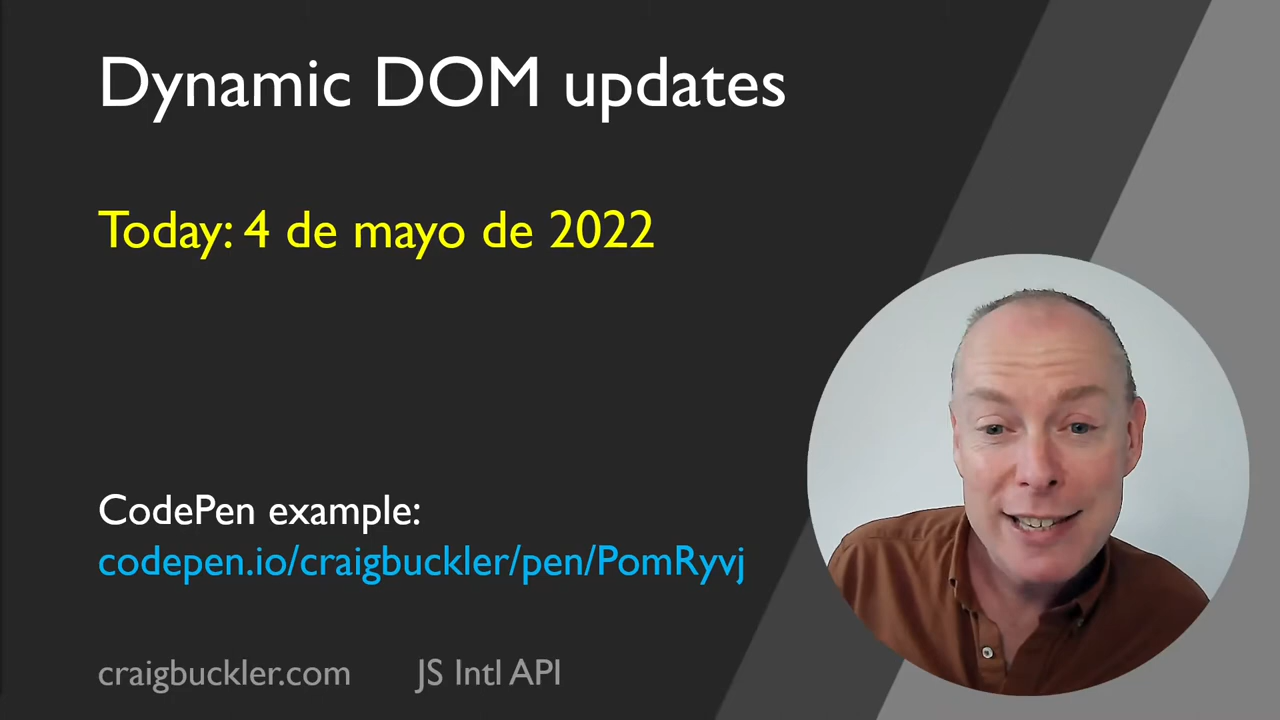 Dynamic DOM updates
Today: 4 de mayo de 2022
CodePen example:
codepen.io/craigbuckler/pen/PomRyvj
craigbuckler.com JS Intl API